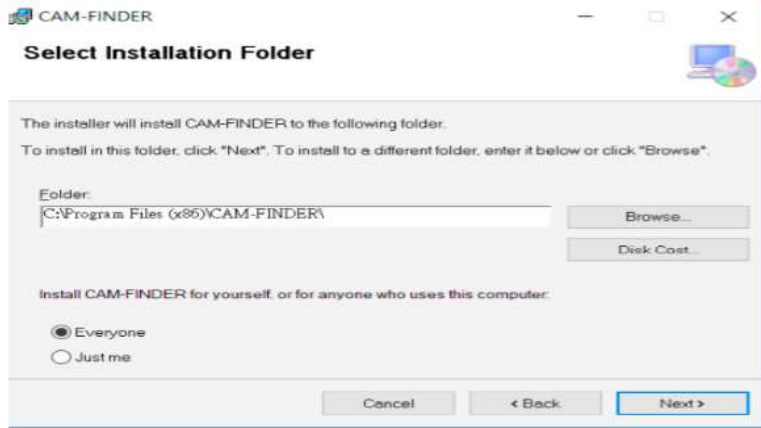 CAM-FINDER
Select Installation Folder
The installer will install CAM-FINDER to the following folder.
To install in this folder, click "Next". To install to a different folder, enter it below or click "Browse".
Folder:
C:\Program Files (x86)\CAM-FINDER\
Browse...
Disk Cost...
Install CAM-FINDER for yourself, or for anyone who uses this computer:
Everyone
Just me
Cancel
< Back
Next >